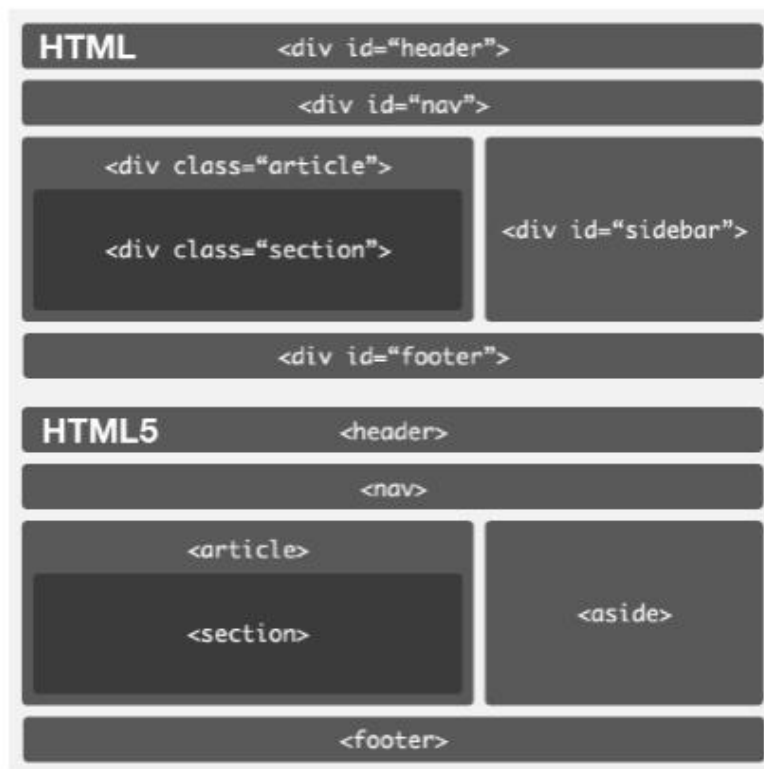 HTML <div id=“header”>
<div id=“nav”>
<div class=“article”>
<div class=“section”>
<div id=“sidebar”>
<div id=“footer”>
HTML5 <header>
<nav>
<article>
<section>
<aside>
<footer>